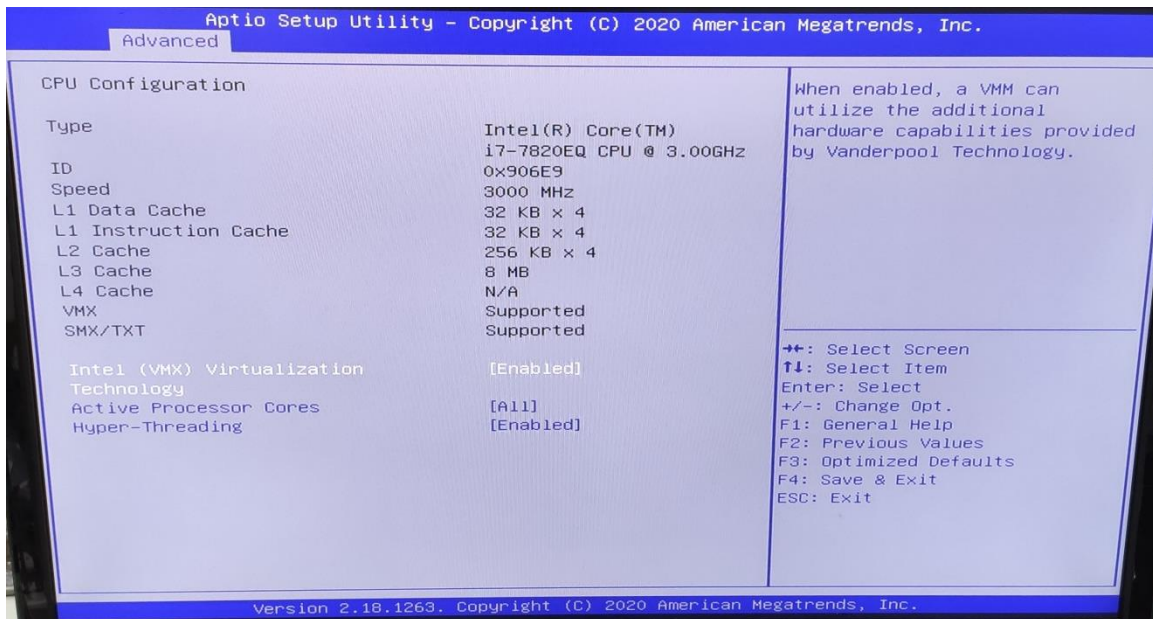 Aptio Setup Utility – Copyright (C) 2020 American Megatrends, Inc.
Advanced
CPU Configuration
Type Intel(R) Core(TM)
i7-7820EQ CPU @ 3.00GHz
ID 0x906E9
Speed 3000 MHz
L1 Data Cache 32 KB x 4
L1 Instruction Cache 32 KB x 4
L2 Cache 256 KB x 4
L3 Cache 8 MB
L4 Cache N/A
VMX Supported
SMX/TXT Supported
Intel (VMX) Virtualization [Enabled]
Technology
Active Processor Cores [All]
Hyper-Threading [Enabled]
When enabled, a VMM can
utilize the additional
hardware capabilities provided
by Vanderpool Technology.
→←: Select Screen
↑↓: Select Item
Enter: Select
+/-: Change Opt.
F1: General Help
F2: Previous Values
F3: Optimized Defaults
F4: Save & Exit
ESC: Exit
Version 2.18.1263. Copyright (C) 2020 American Megatrends, Inc.